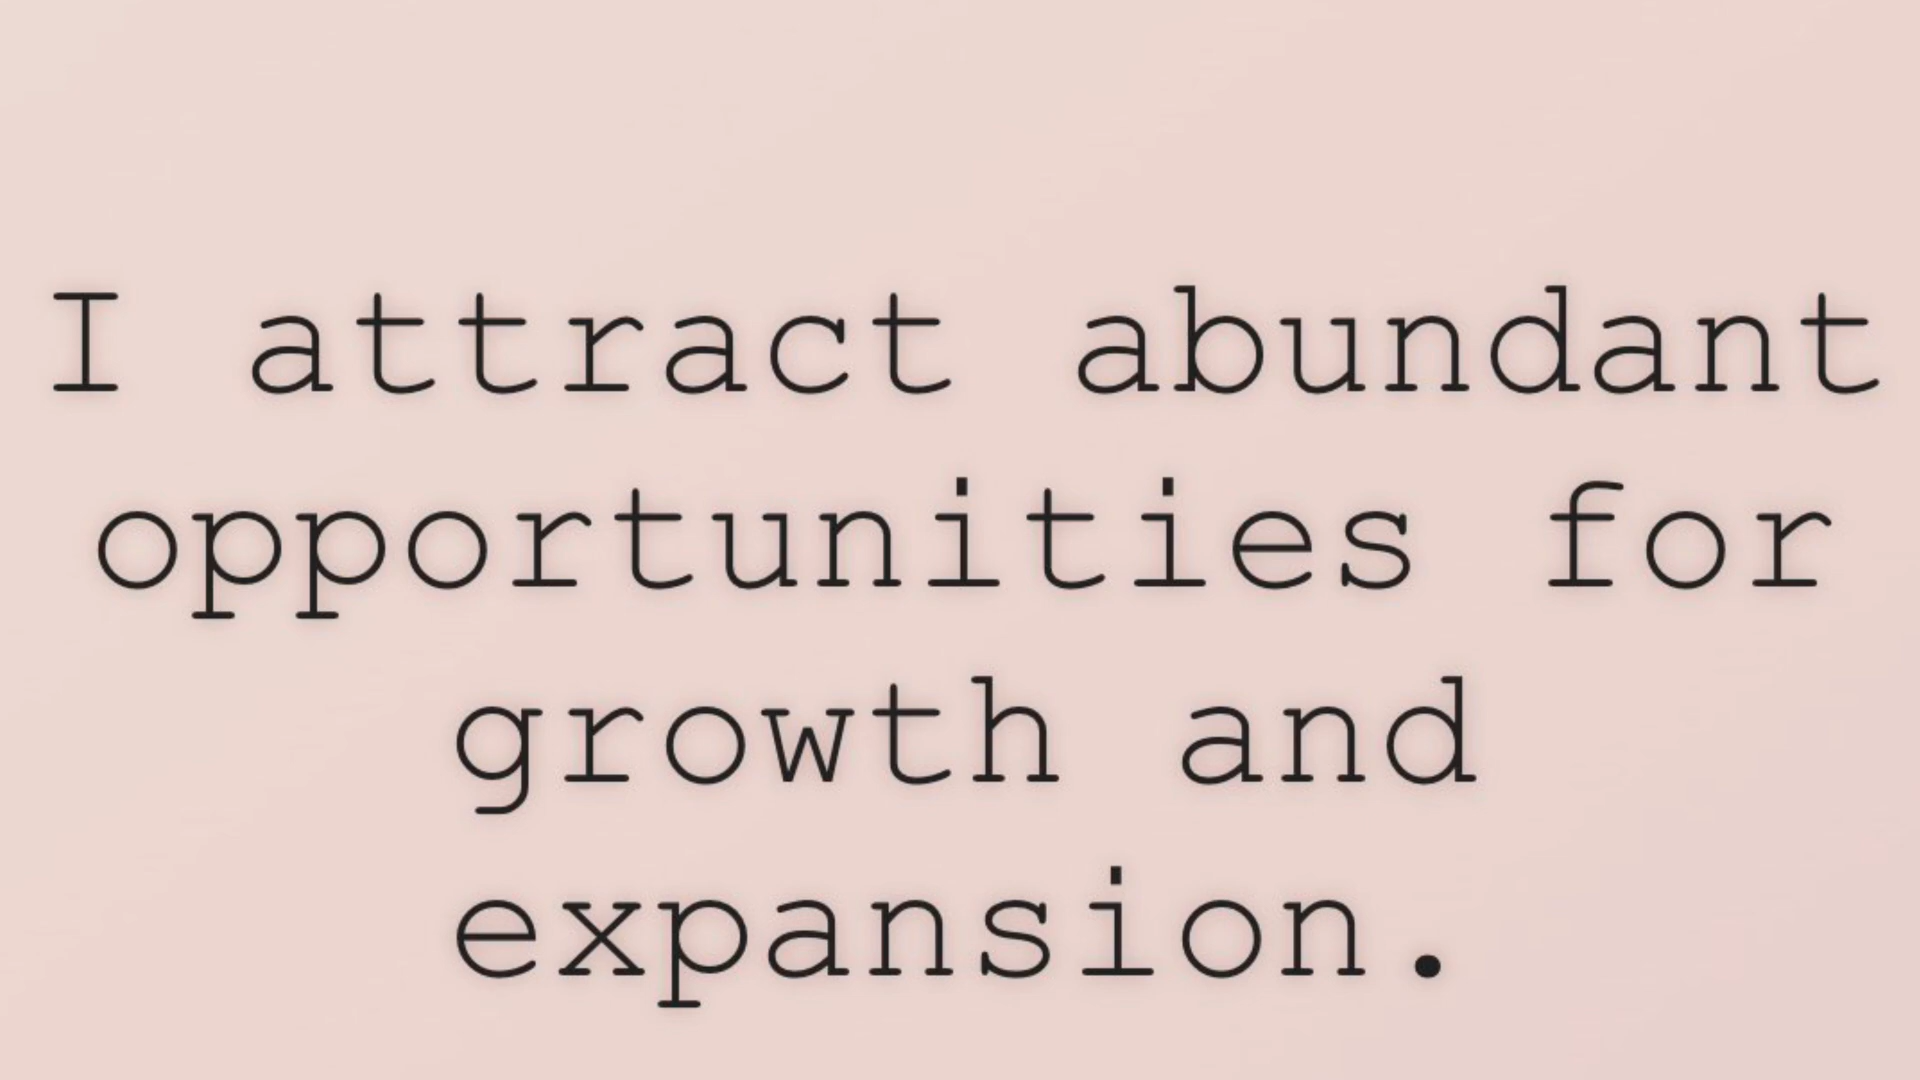 I attract abundant
opportunities for
growth and
expansion.